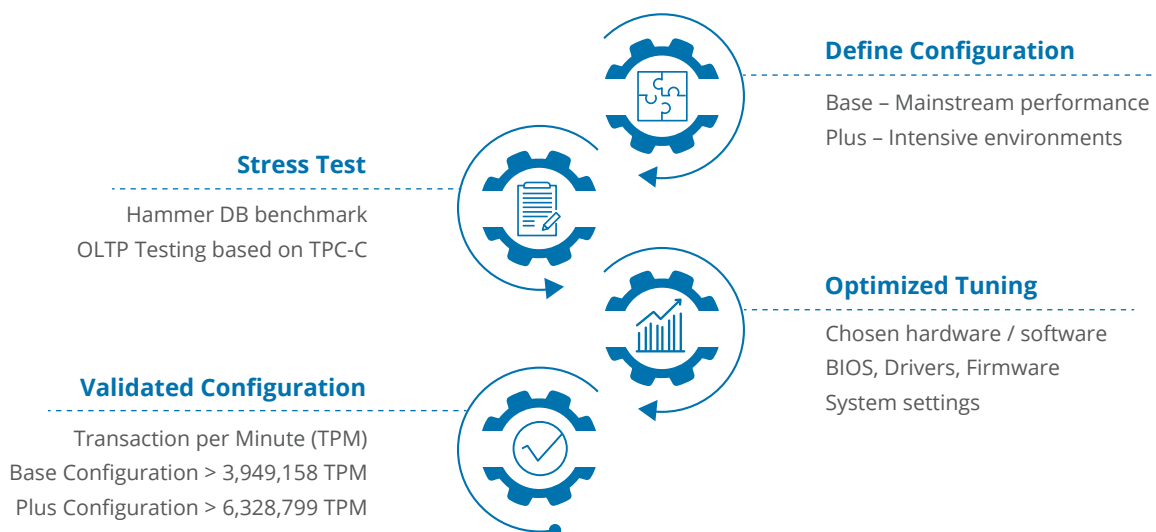 Define Configuration
Base – Mainstream performance
Plus – Intensive environments
Stress Test
Hammer DB benchmark
OLTP Testing based on TPC-C
Optimized Tuning
Chosen hardware / software
BIOS, Drivers, Firmware
System settings
Validated Configuration
Transaction per Minute (TPM)
Base Configuration > 3,949,158 TPM
Plus Configuration > 6,328,799 TPM